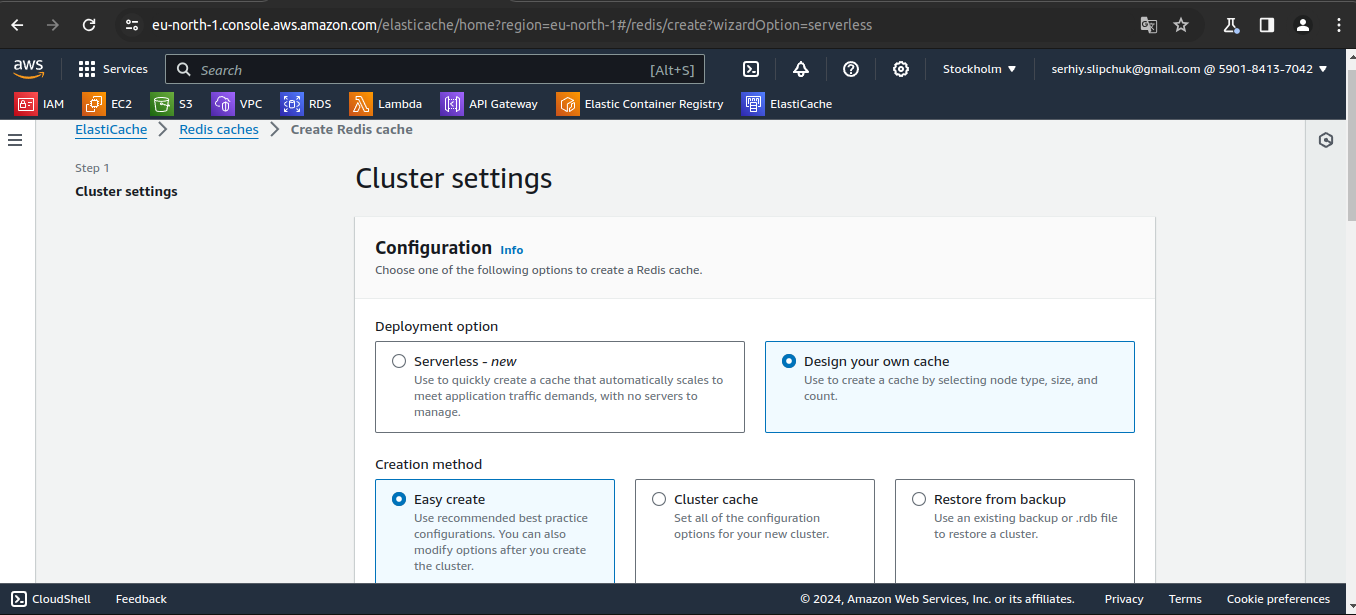 eu-north-1.console.aws.amazon.com/elasticache/home?region=eu-north-1#/redis/create?wizardOption=serverless
aws
Services
Search
[Alt+S]
Stockholm
serhiy.slipchuk@gmail.com @ 5901-8413-7042
IAM
EC2
S3
VPC
RDS
Lambda
API Gateway
Elastic Container Registry
ElastiCache
ElastiCache
Redis caches
Create Redis cache
Step 1
Cluster settings
Cluster settings
Configuration Info
Choose one of the following options to create a Redis cache.
Deployment option
Serverless - new
Use to quickly create a cache that automatically scales to
meet application traffic demands, with no servers to
manage.
Design your own cache
Use to create a cache by selecting node type, size, and
count.
Creation method
Easy create
Use recommended best practice
configurations. You can also
modify options after you create
the cluster.
Cluster cache
Set all of the configuration
options for your new cluster.
Restore from backup
Use an existing backup or .rdb file
to restore a cluster.
CloudShell
Feedback
© 2024, Amazon Web Services, Inc. or its affiliates.
Privacy
Terms
Cookie preferences